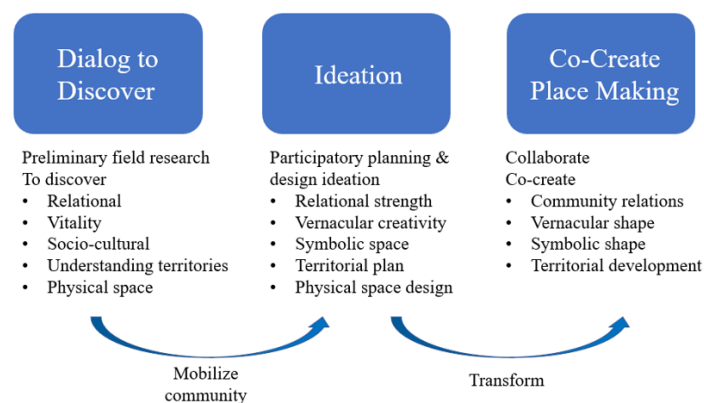 Dialog to
Discover
Preliminary field research
To discover
• Relational
• Vitality
• Socio-cultural
• Understanding territories
• Physical space
Ideation
Participatory planning &
design ideation
• Relational strength
• Vernacular creativity
• Symbolic space
• Territorial plan
• Physical space design
Co-Create
Place Making
Collaborate
Co-create
• Community relations
• Vernacular shape
• Symbolic shape
• Territorial development
Mobilize
community
Transform